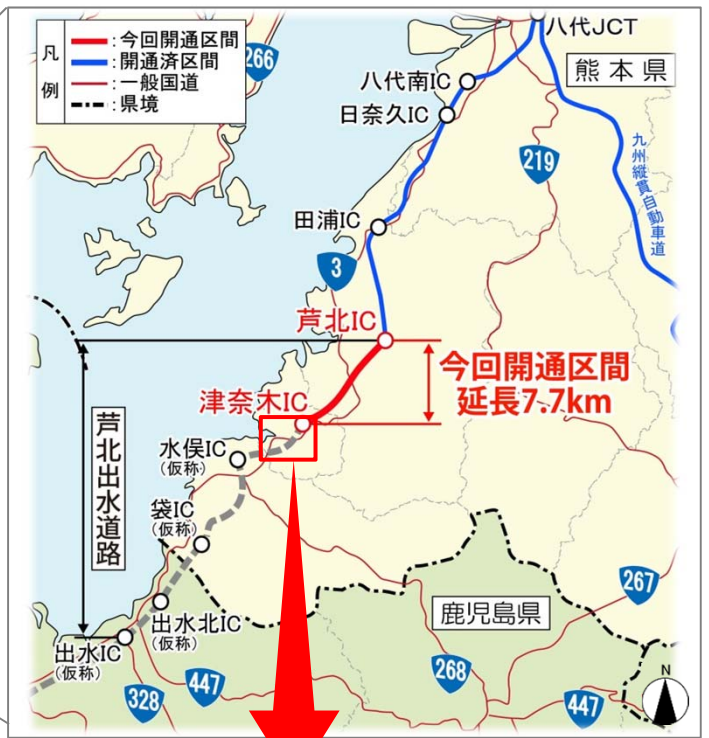 凡例
：今回開通区間
：開通済区間
：一般国道
：県境
266
八代JCT
熊本県
八代南IC
日奈久IC
219
九州縦貫自動車道
田浦IC
3
芦北IC
今回開通区間
延長7.7km
津奈木IC
芦北出水道路
水俣IC
(仮称)
袋IC
(仮称)
267
出水北IC
(仮称)
鹿児島県
出水IC
(仮称)
328
447
268
447
N